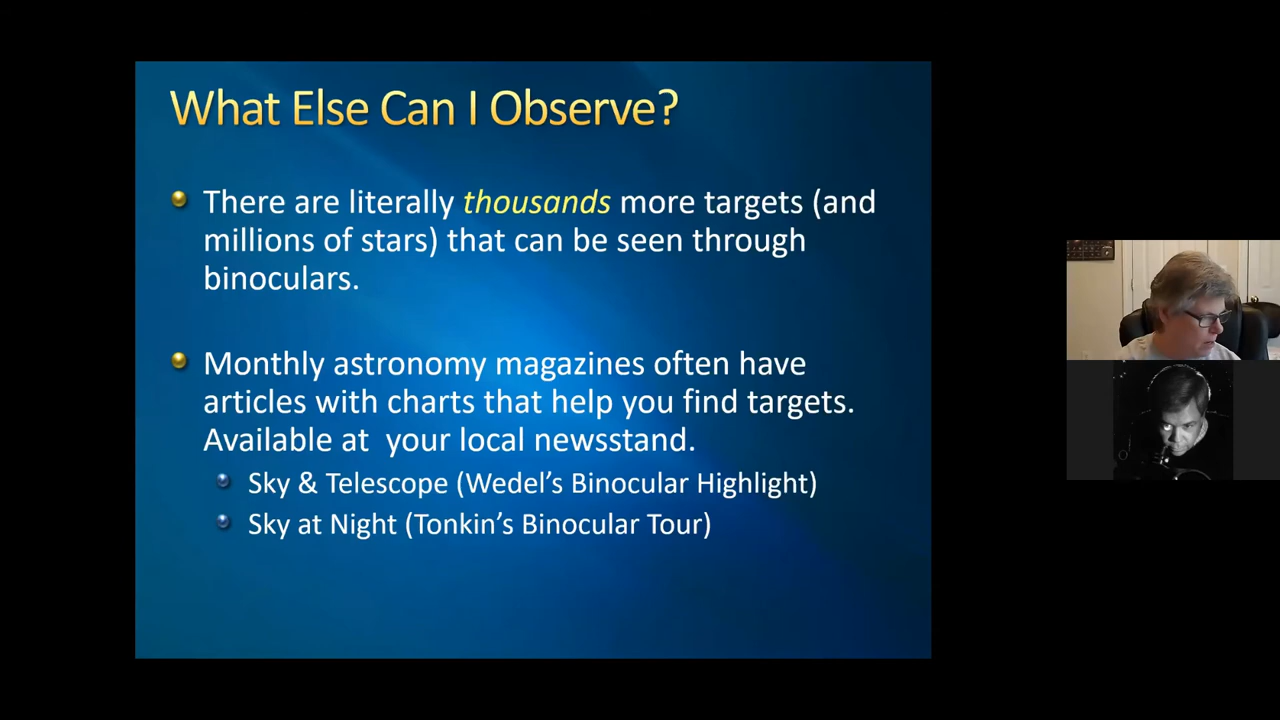 What Else Can I Observe?
There are literally thousands more targets (and
millions of stars) that can be seen through
binoculars.
Monthly astronomy magazines often have
articles with charts that help you find targets.
Available at  your local newsstand.
Sky & Telescope (Wedel’s Binocular Highlight)
Sky at Night (Tonkin’s Binocular Tour)